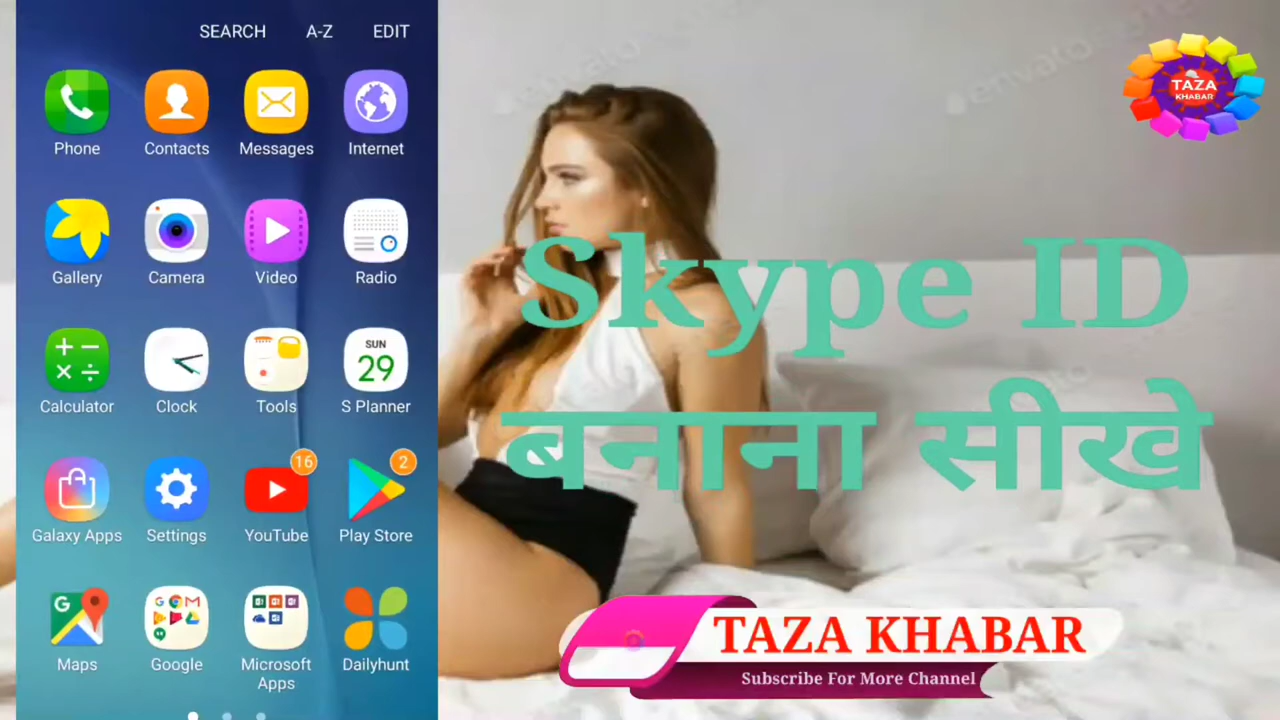 SEARCH A-Z EDIT
Phone Contacts Messages Internet
Gallery Camera Video Radio
SUN
29
Calculator Clock Tools S Planner
16 2
Galaxy Apps Settings YouTube Play Store
Maps Google Microsoft Apps Dailyhunt
TAZA
KHABAR
envato
Skype ID
बनाना सीखे
TAZA KHABAR
Subscribe For More Channel